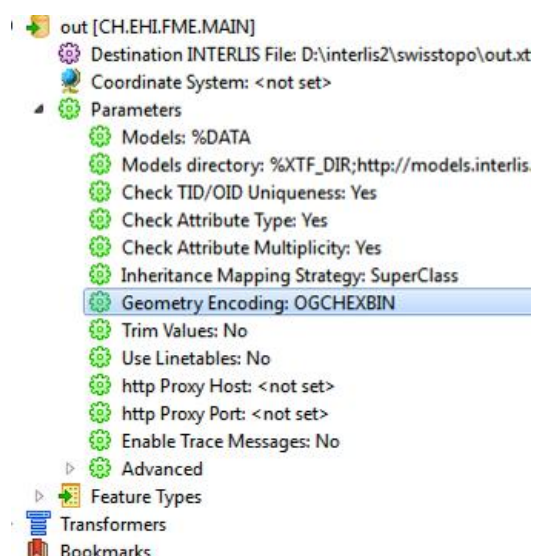 out [CH.EHI.FME.MAIN]
Destination INTERLIS File: D:\interlis2\swisstopo\out.xt
Coordinate System: <not set>
Parameters
Models: %DATA
Models directory: %XTF_DIR;http://models.interlis.
Check TID/OID Uniqueness: Yes
Check Attribute Type: Yes
Check Attribute Multiplicity: Yes
Inheritance Mapping Strategy: SuperClass
Geometry Encoding: OGCHEXBIN
Trim Values: No
Use Linetables: No
http Proxy Host: <not set>
http Proxy Port: <not set>
Enable Trace Messages: No
Advanced
Feature Types
Transformers
Bookmarks